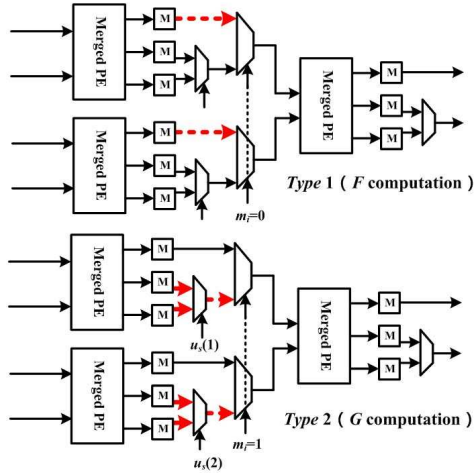 Merged PE
M
M
M
Merged PE
M
M
M
Merged PE
M
M
M
Type 1 ( F computation )
mi=0
Merged PE
M
M
M
us(1)
Merged PE
M
M
M
us(2)
Merged PE
M
M
M
Type 2 ( G computation )
mi=1